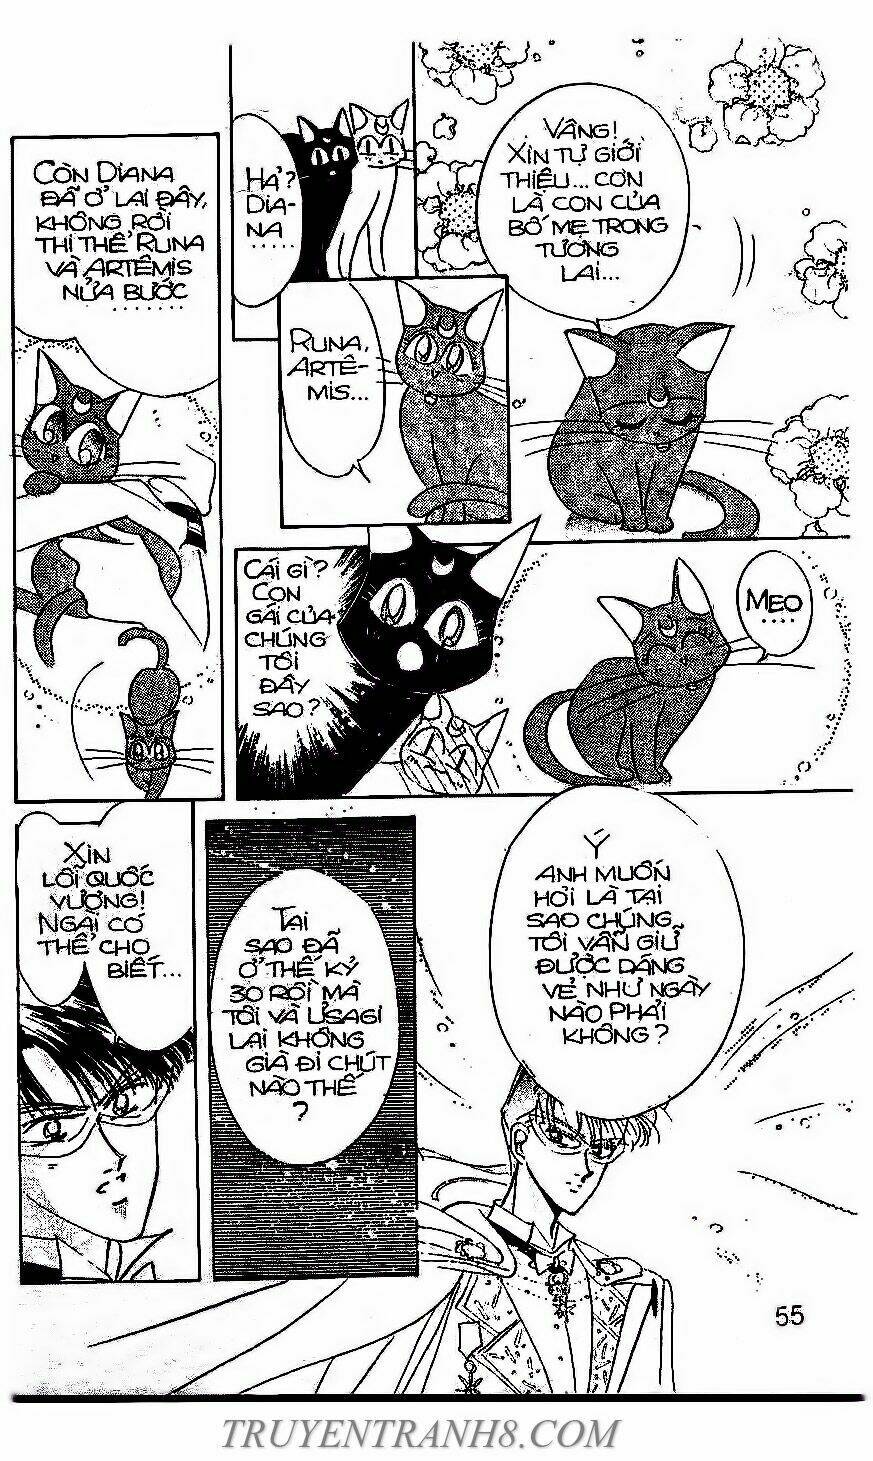 CÒN DIANA
ĐÃ Ở LẠI ĐÂY,
KHÔNG RỜI
THI THỂ RUNA
VÀ ARTÊMIS
NỬA BƯỚC
.......
HẢ?
DIA-
NA
.....
VÂNG!
XIN TỰ GIỚI
THIỆU... CƠN
LÀ CON CỦA
BỐ MẸ TRONG
TƯƠNG
LAI...
RUNA,
ARTÊ-
MIS...
CÁI GÌ?
CON
GÁI CỦA
CHÚNG
TÔI
ĐÂY
SAO?
MEO
....
XIN
LỖI QUỐC
VƯƠNG!
NGÀI CÓ
THỂ CHO
BIẾT...
TẠI
SAO ĐÃ
Ở THẾ KỶ
30 RỒI MÀ
TÔI VÀ USAGI
LẠI KHÔNG
GIÀ ĐI CHÚT
NÀO THẾ
?
Ý
ANH MUỐN
HỎI LÀ TẠI
SAO CHÚNG
TÔI VẪN GIỮ
ĐƯỢC DÁNG
VẺ NHƯ NGÀY
NÀO PHẢI
KHÔNG?
55
TRUYENTRANH8.COM